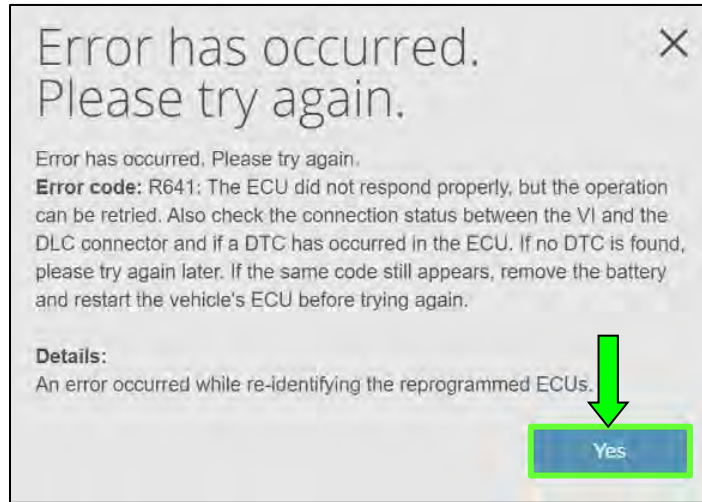 Error has occurred.
Please try again.
Error has occurred. Please try again.
Error code: R641: The ECU did not respond properly, but the operation
can be retried. Also check the connection status between the VI and the
DLC connector and if a DTC has occurred in the ECU. If no DTC is found,
please try again later. If the same code still appears, remove the battery
and restart the vehicle's ECU before trying again.
Details:
An error occurred while re-identifying the reprogrammed ECUs.
Yes